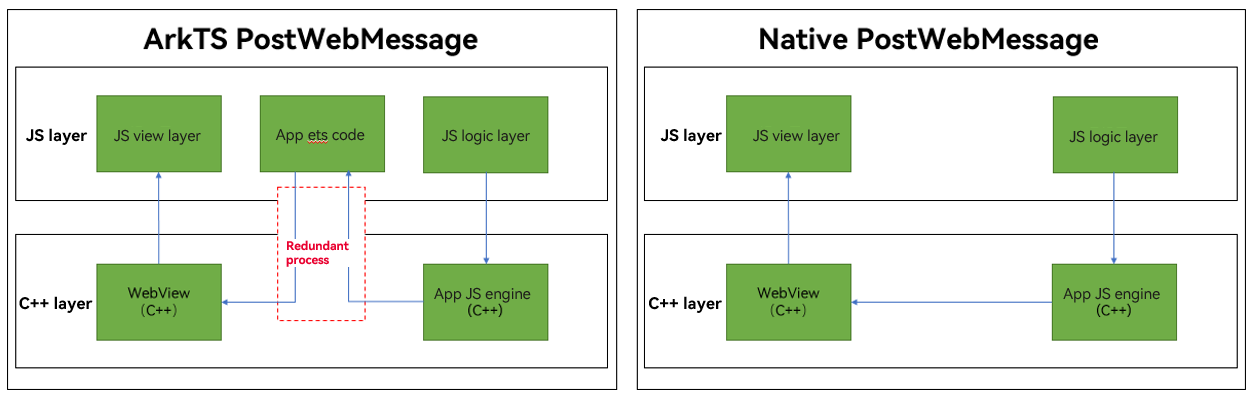 ArkTS PostWebMessage
JS layer
JS view layer
App ets code
JS logic layer
Redundant
process
C++ layer
WebView
(C++)
App JS engine
(C++)
Native PostWebMessage
JS layer
JS view layer
JS logic layer
C++ layer
WebView
(C++)
App JS engine
(C++)